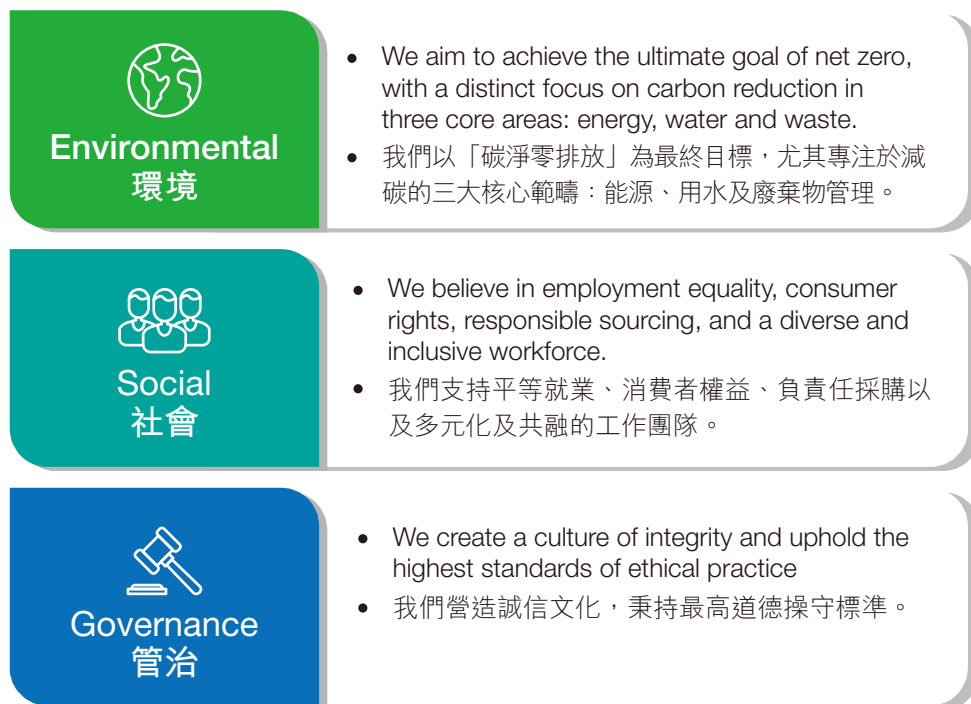 Environmental
環境
• We aim to achieve the ultimate goal of net zero,
with a distinct focus on carbon reduction in
three core areas: energy, water and waste.
• 我們以「碳淨零排放」為最終目標，尤其專注於減
碳的三大核心範疇：能源、用水及廢棄物管理。
Social
社會
• We believe in employment equality, consumer
rights, responsible sourcing, and a diverse and
inclusive workforce.
• 我們支持平等就業、消費者權益、負責任採購以
及多元化及共融的工作團隊。
Governance
管治
• We create a culture of integrity and uphold the
highest standards of ethical practice
• 我們營造誠信文化，秉持最高道德操守標準。